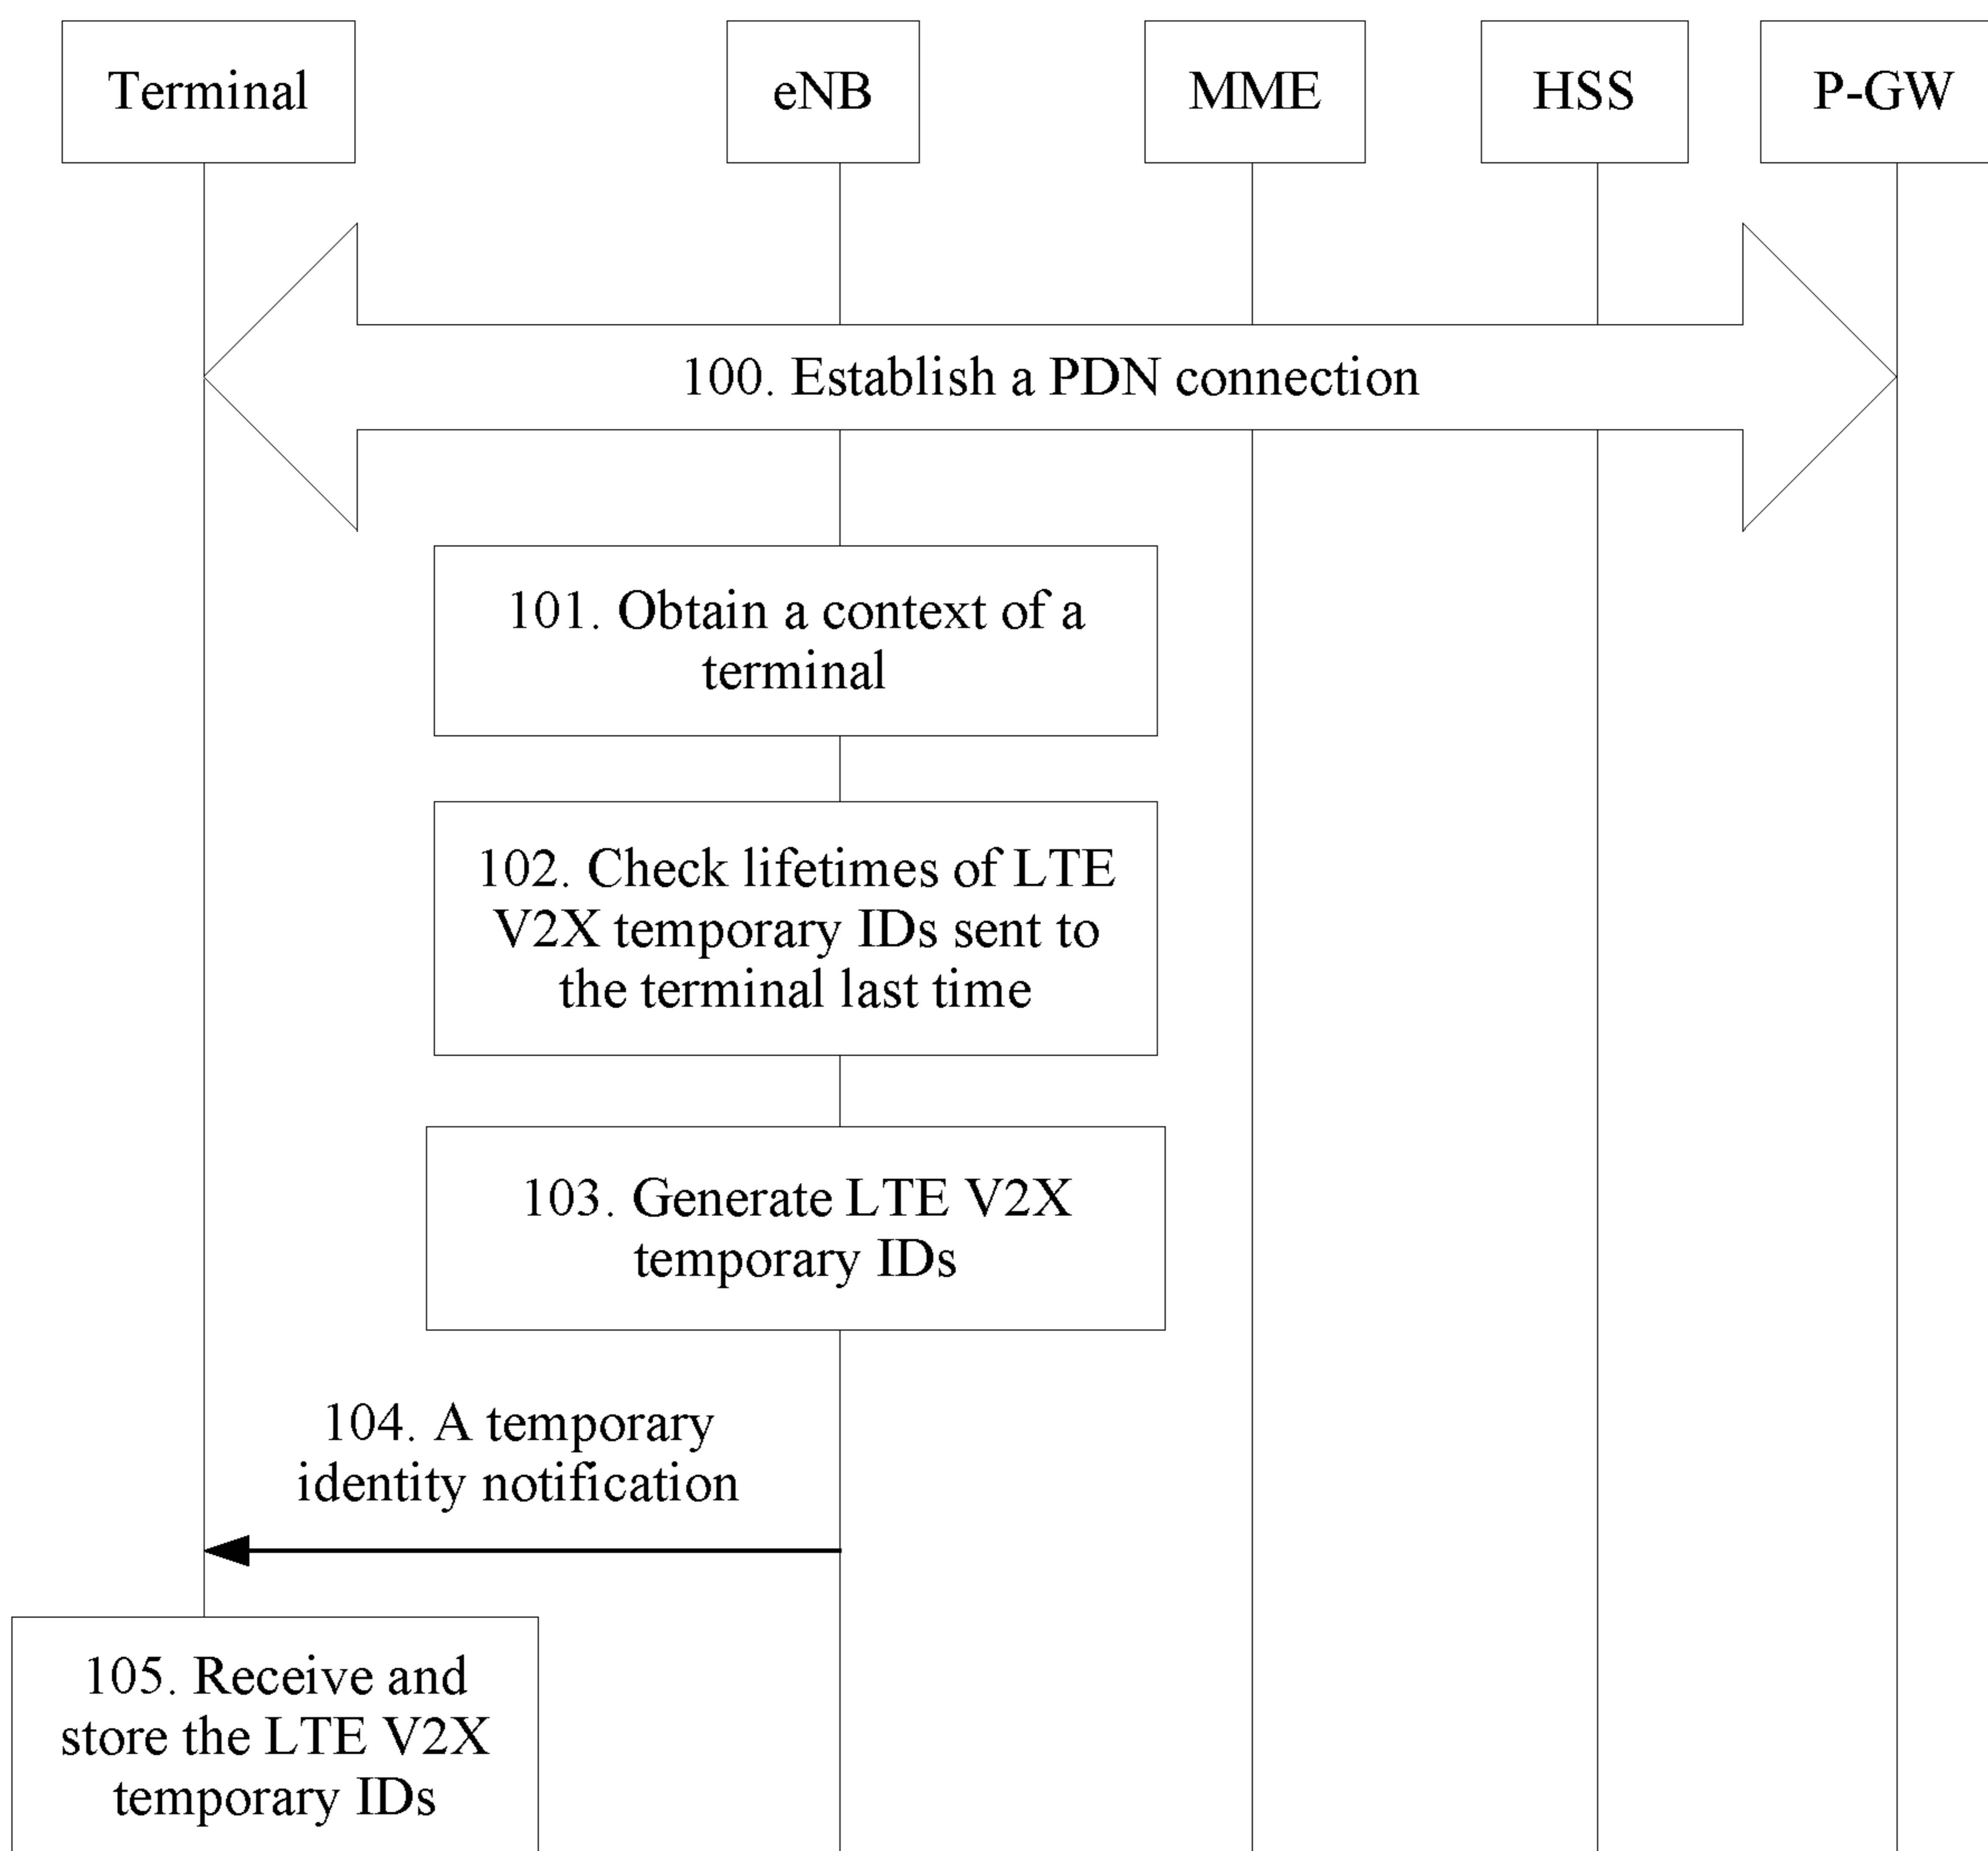 Terminal
eNB
MME
HSS
P-GW
100. Establish a PDN connection
101. Obtain a context of a
terminal
102. Check lifetimes of LTE
V2X temporary IDs sent to
the terminal last time
103. Generate LTE V2X
temporary IDs
104. A temporary
identity notification
105. Receive and
store the LTE V2X
temporary IDs